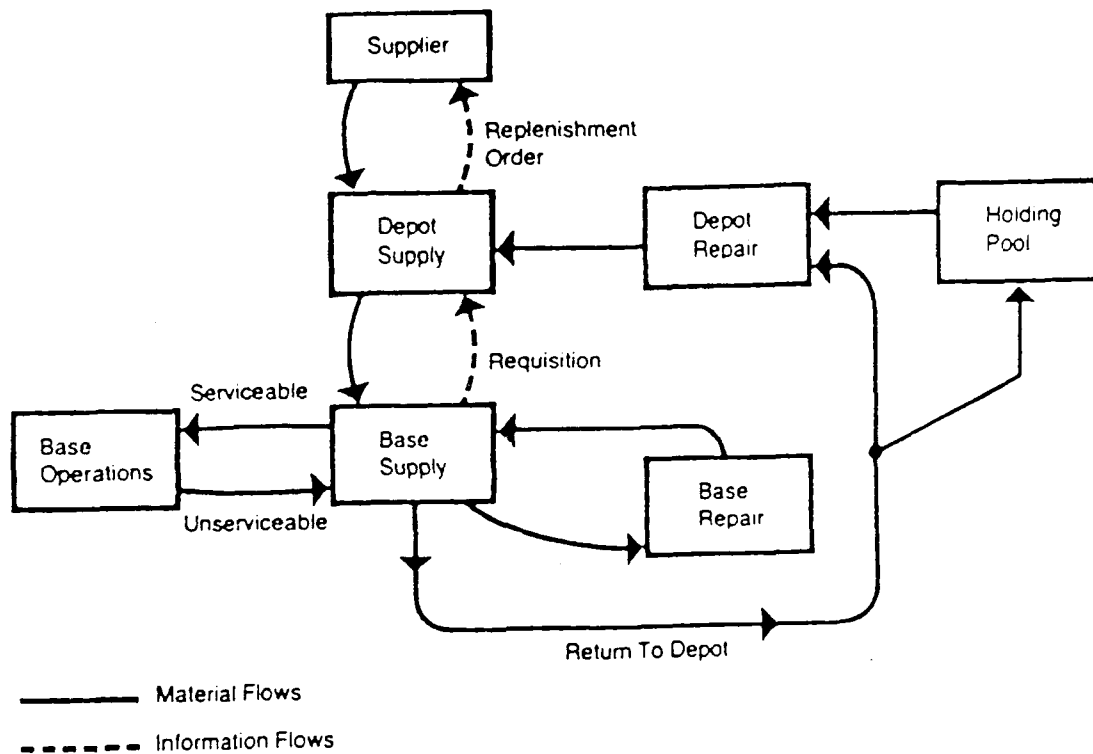 Supplier
Replenishment
Order
Depot
Supply
Depot
Repair
Holding
Pool
Requisition
Serviceable
Base
Operations
Base
Supply
Unserviceable
Base
Repair
Return To Depot
Material Flows
Information Flows